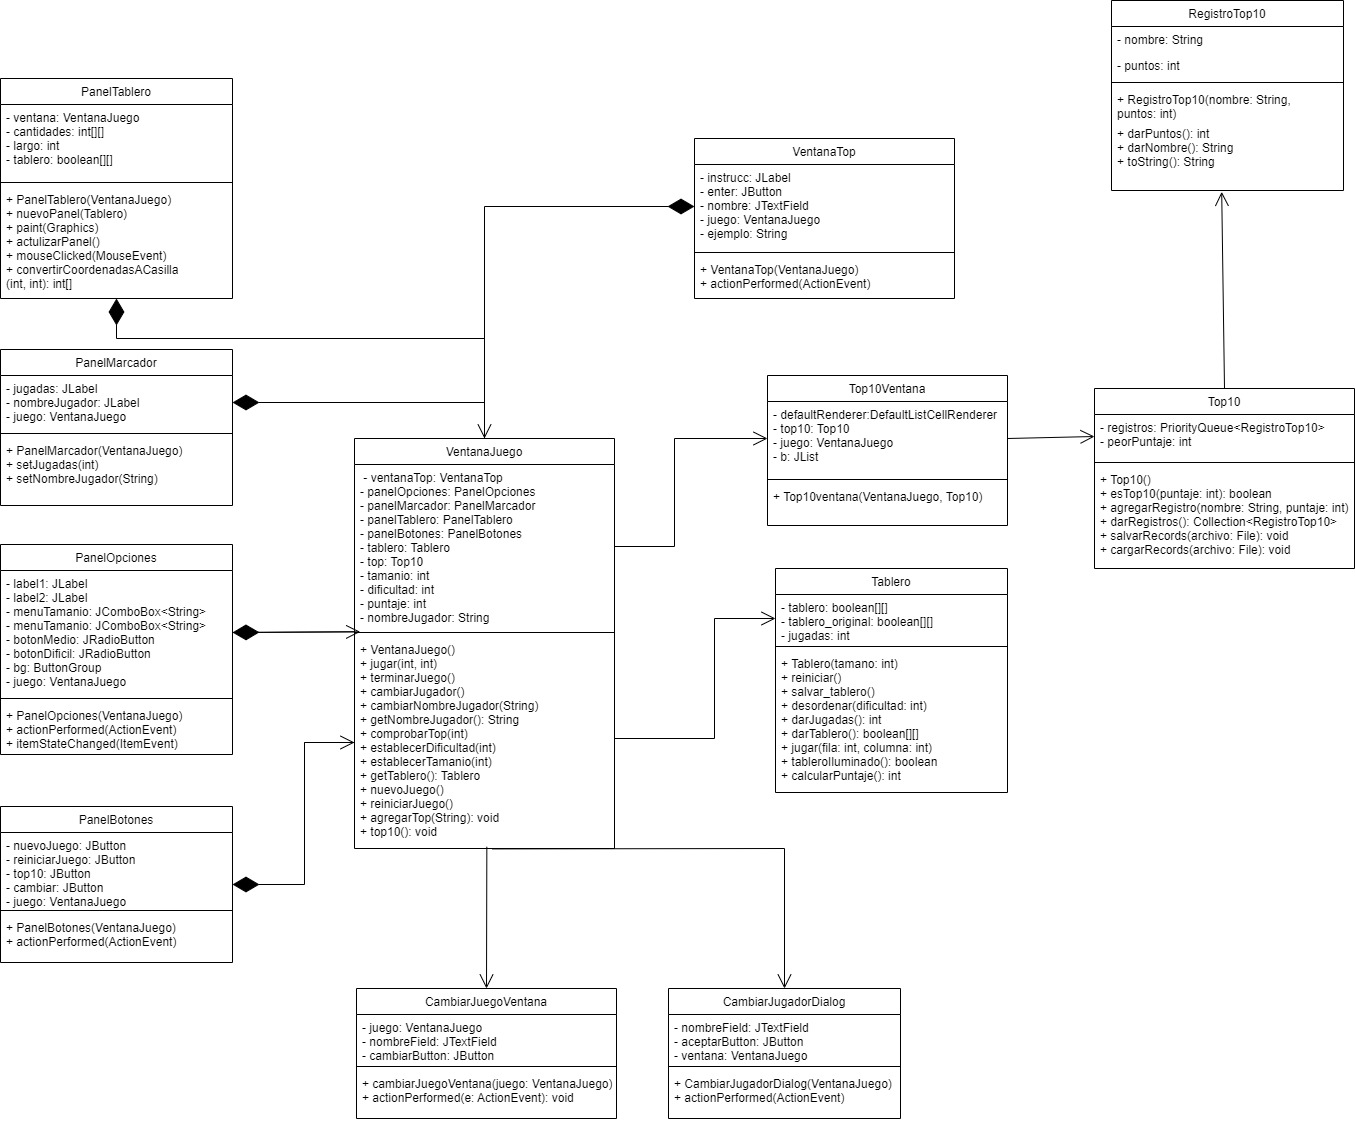 RegistroTop10
- nombre: String
- puntos: int
+ RegistroTop10(nombre: String,
puntos: int)
+ darPuntos(): int
+ darNombre(): String
+ toString(): String
PanelTablero
- ventana: VentanaJuego
- cantidades: int[][]
- largo: int
- tablero: boolean[][]
+ PanelTablero(VentanaJuego)
+ nuevoPanel(Tablero)
+ paint(Graphics)
+ actulizarPanel()
+ mouseClicked(MouseEvent)
+ convertirCoordenadasACasilla
(int, int): int[]
VentanaTop
- instrucc: JLabel
- enter: JButton
- nombre: JTextField
- juego: VentanaJuego
- ejemplo: String
+ VentanaTop(VentanaJuego)
+ actionPerformed(ActionEvent)
PanelMarcador
- jugadas: JLabel
- nombreJugador: JLabel
- juego: VentanaJuego
+ PanelMarcador(VentanaJuego)
+ setJugadas(int)
+ setNombreJugador(String)
Top10Ventana
- defaultRenderer:DefaultListCellRenderer
- top10: Top10
- juego: VentanaJuego
- b: JList
+ Top10ventana(VentanaJuego, Top10)
Top10
- registros: PriorityQueue<RegistroTop10>
- peorPuntaje: int
+ Top10()
+ esTop10(puntaje: int): boolean
+ agregarRegistro(nombre: String, puntaje: int)
+ darRegistros(): Collection<RegistroTop10>
+ salvarRecords(archivo: File): void
+ cargarRecords(archivo: File): void
VentanaJuego
- ventanaTop: VentanaTop
- panelOpciones: PanelOpciones
- panelMarcador: PanelMarcador
- panelTablero: PanelTablero
- panelBotones: PanelBotones
- tablero: Tablero
- top: Top10
- tamanio: int
- dificultad: int
- puntaje: int
- nombreJugador: String
+ VentanaJuego()
+ jugar(int, int)
+ terminarJuego()
+ cambiarJugador()
+ cambiarNombreJugador(String)
+ getNombreJugador(): String
+ comprobarTop(int)
+ establecerDificultad(int)
+ establecerTamanio(int)
+ getTablero(): Tablero
+ nuevoJuego()
+ reiniciarJuego()
+ agregarTop(String): void
+ top10(): void
PanelOpciones
- label1: JLabel
- label2: JLabel
- menuTamanio: JComboBox<String>
- menuTamanio: JComboBox<String>
- botonMedio: JRadioButton
- botonDificil: JRadioButton
- bg: ButtonGroup
- juego: VentanaJuego
+ PanelOpciones(VentanaJuego)
+ actionPerformed(ActionEvent)
+ itemStateChanged(ItemEvent)
Tablero
- tablero: boolean[][]
- tablero_original: boolean[][]
- jugadas: int
+ Tablero(tamano: int)
+ reiniciar()
+ salvar_tablero()
+ desordenar(dificultad: int)
+ darJugadas(): int
+ darTablero(): boolean[][]
+ jugar(fila: int, columna: int)
+ tableroIluminado(): boolean
+ calcularPuntaje(): int
PanelBotones
- nuevoJuego: JButton
- reiniciarJuego: JButton
- top10: JButton
- cambiar: JButton
- juego: VentanaJuego
+ PanelBotones(VentanaJuego)
+ actionPerformed(ActionEvent)
CambiarJuegoVentana
- juego: VentanaJuego
- nombreField: JTextField
- cambiarButton: JButton
+ cambiarJuegoVentana(juego: VentanaJuego)
+ actionPerformed(e: ActionEvent): void
CambiarJugadorDialog
- nombreField: JTextField
- aceptarButton: JButton
- ventana: VentanaJuego
+ CambiarJugadorDialog(VentanaJuego)
+ actionPerformed(ActionEvent)